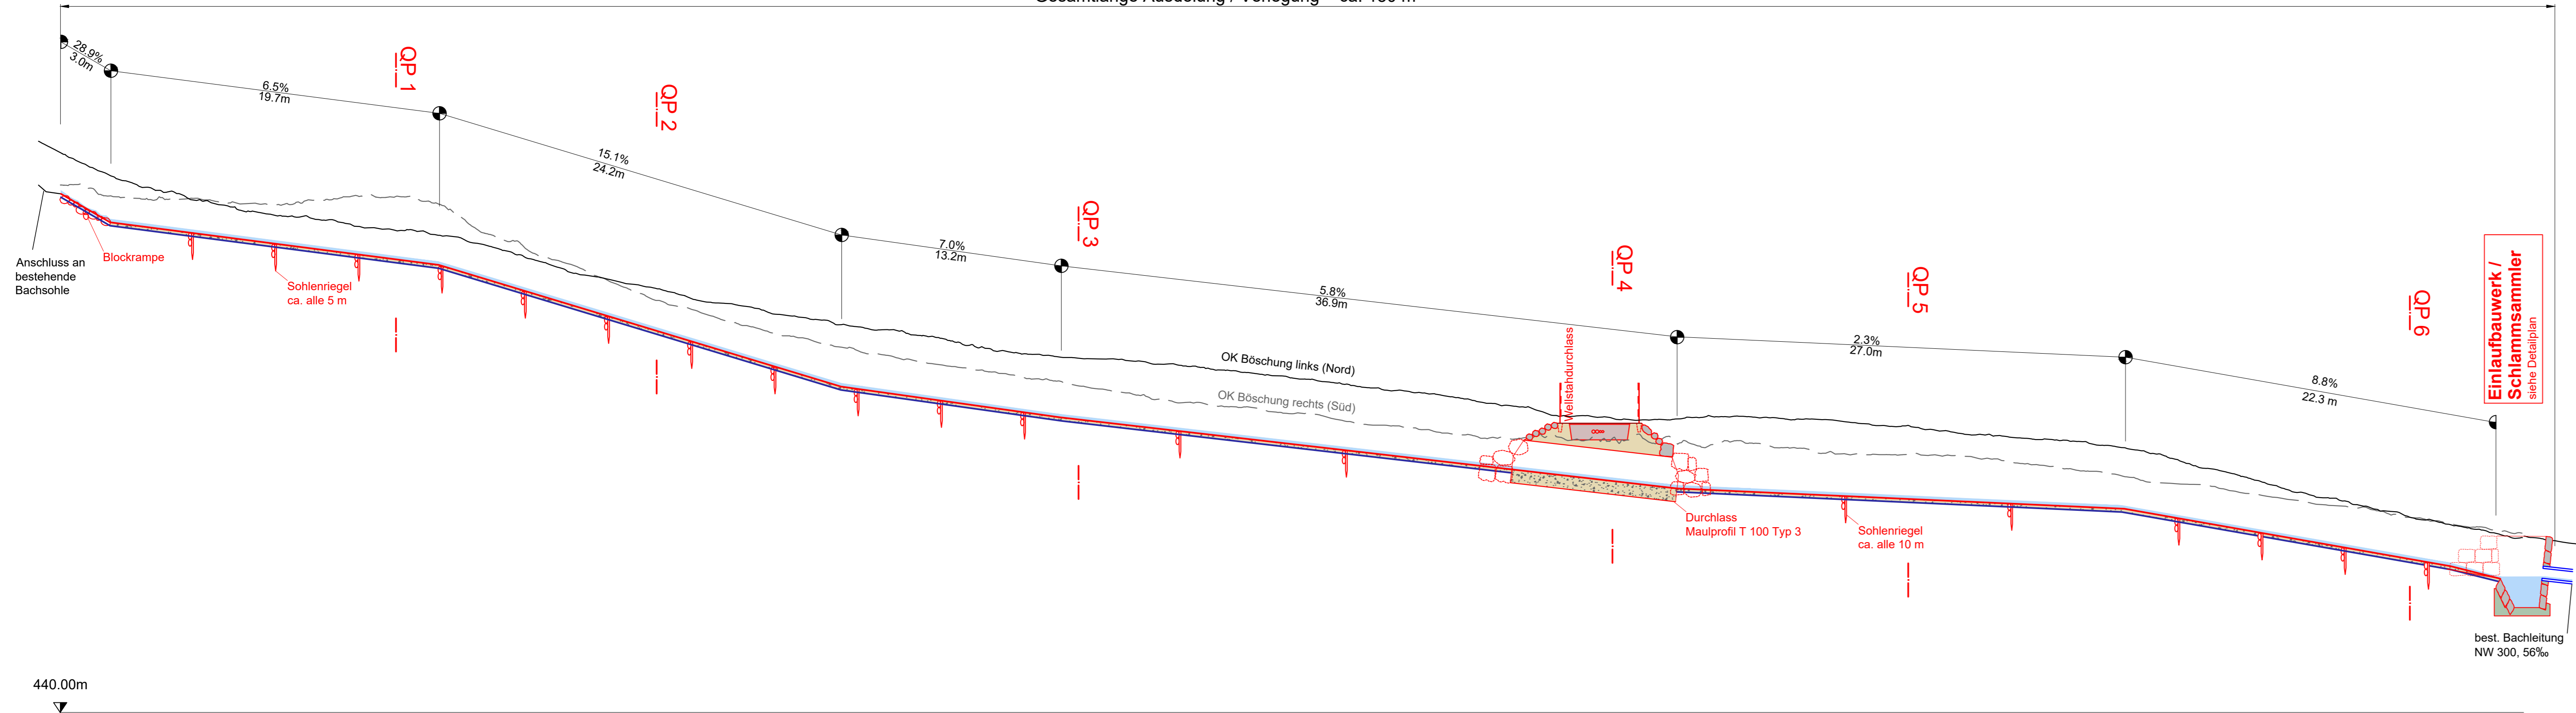 28.9%
3.0m
6.5%
19.7m
QP 1
QP 2
15.1%
24.2m
7.0%
13.2m
QP 3
5.8%
36.9m
QP 4
2.3%
27.0m
QP 5
8.8%
22.3 m
QP 6
Einlaufbauwerk /
Schlammsammler
siehe Detailplan
Anschluss an
bestehende
Bachsohle
Blockrampe
Sohlenriegel
ca. alle 5 m
OK Böschung links (Nord)
OK Böschung rechts (Süd)
Wellstahdurchlass
Durchlass
Maulprofil T 100 Typ 3
Sohlenriegel
ca. alle 10 m
best. Bachleitung
NW 300, 56‰
440.00m